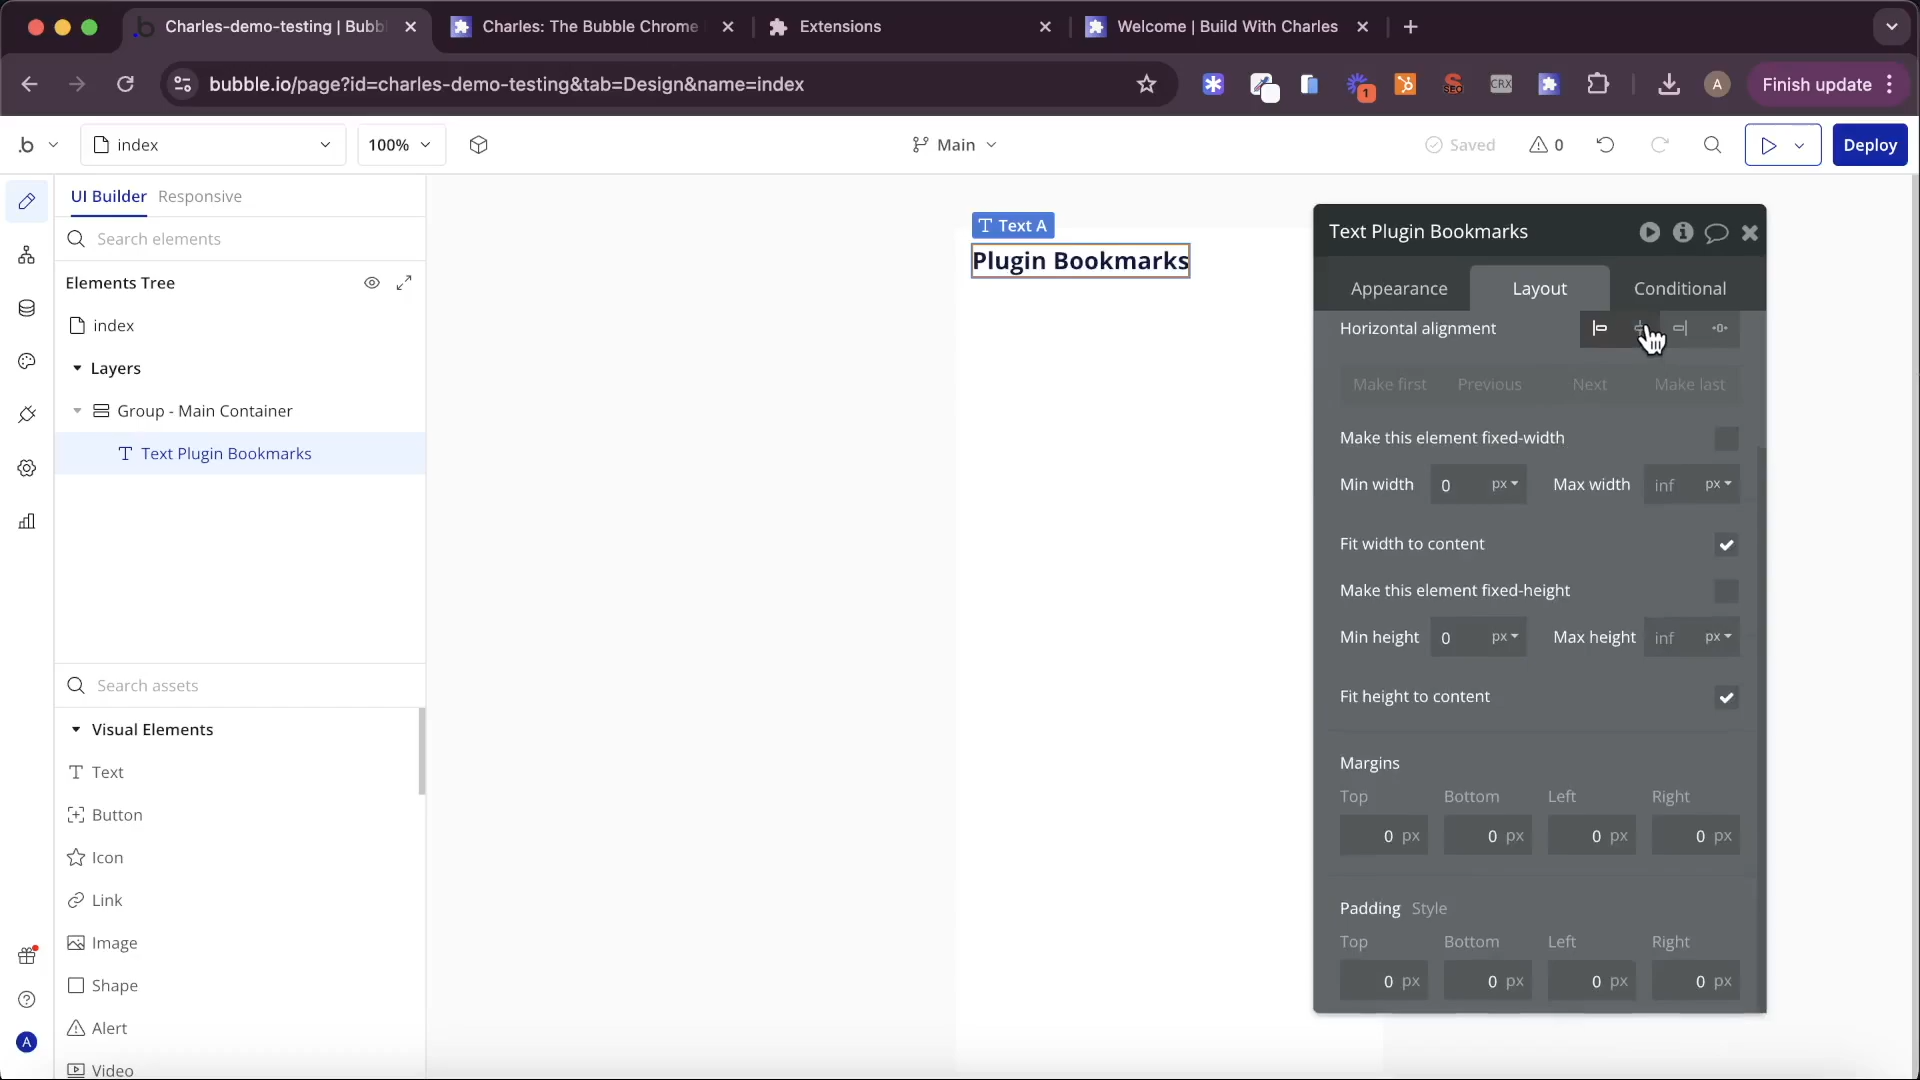 Charles-demo-testing | Bubb
Charles: The Bubble Chrome
Extensions
Welcome | Build With Charles
bubble.io/page?id=charles-demo-testing&tab=Design&name=index
1
SEO
CRX
A
Finish update
.b
index
100%
Main
Saved
0
Deploy
UI Builder
Responsive
Search elements
Elements Tree
index
Layers
Group - Main Container
Text Plugin Bookmarks
Search assets
Visual Elements
Text
Button
Icon
Link
Image
Shape
Alert
Video
A
Text A
Plugin Bookmarks
Text Plugin Bookmarks
Appearance
Layout
Conditional
Horizontal alignment
Make first
Previous
Next
Make last
Make this element fixed-width
Min width 0 px
Max width inf px
Fit width to content
Make this element fixed-height
Min height 0 px
Max height inf px
Fit height to content
Margins
Top Bottom Left Right
0 px 0 px 0 px 0 px
Padding Style
Top Bottom Left Right
0 px 0 px 0 px 0 px